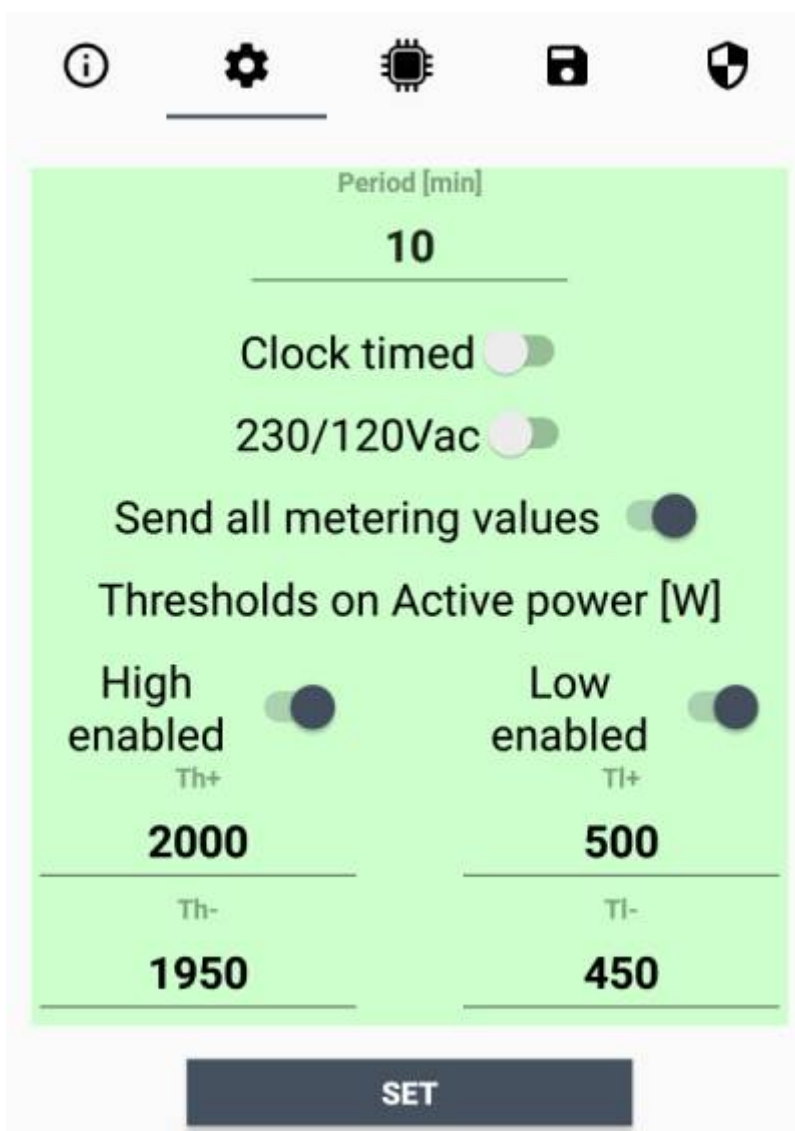 Period [min]
10
Clock timed
230/120Vac
Send all metering values
Thresholds on Active power [W]
High
enabled
Low
enabled
Th+
Tl+
2000
500
Th-
Tl-
1950
450
SET